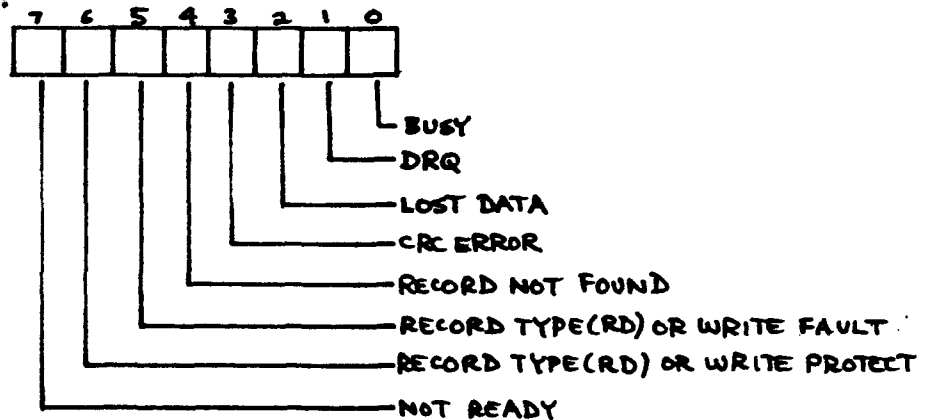 7 6 5 4 3 2 1 0
BUSY
DRQ
LOST DATA
CRC ERROR
RECORD NOT FOUND
RECORD TYPE(RD) OR WRITE FAULT
RECORD TYPE(RD) OR WRITE PROTECT
NOT READY